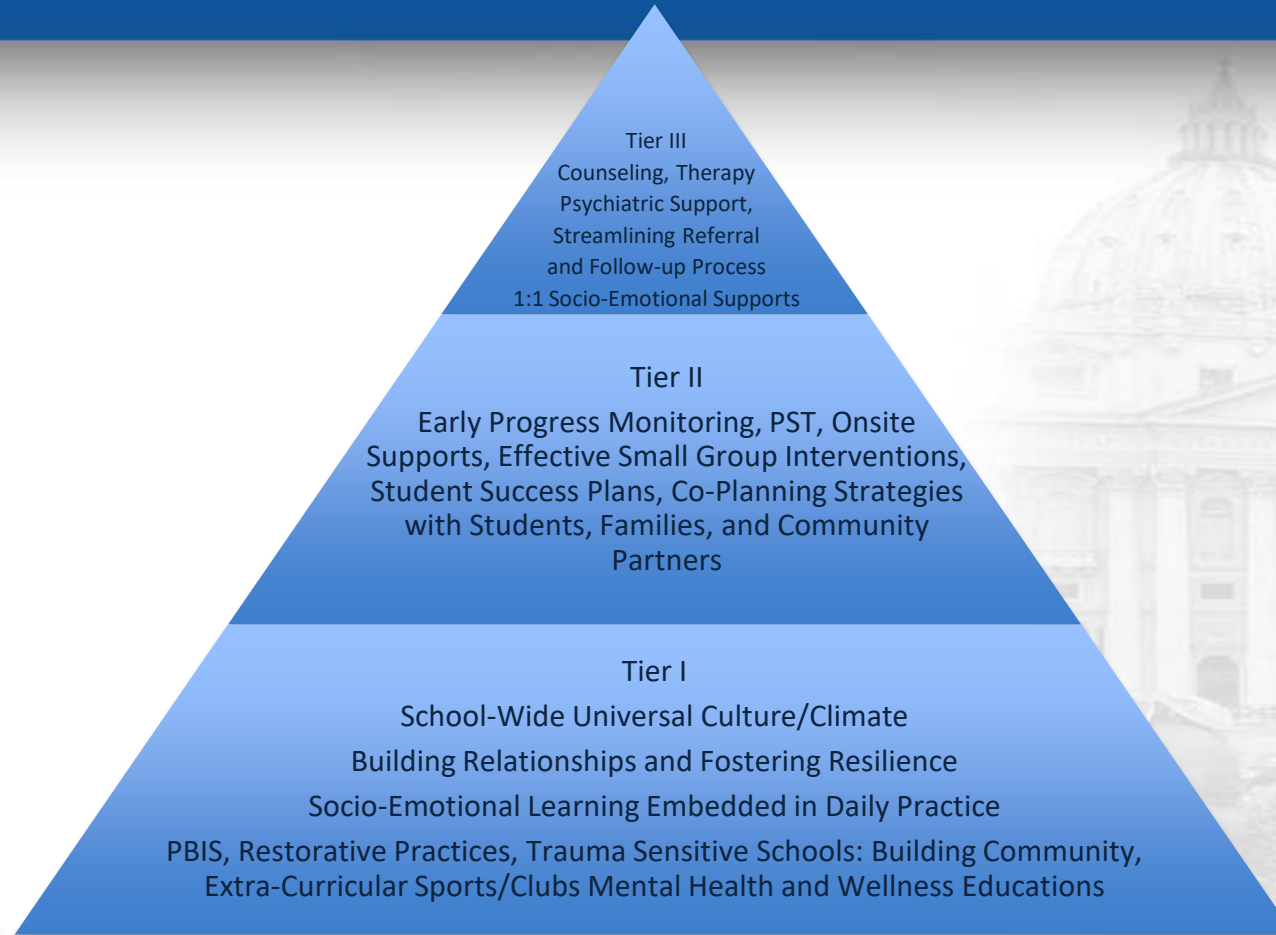 Tier III
Counseling, Therapy
Psychiatric Support,
Streamlining Referral
and Follow-up Process
1:1 Socio-Emotional Supports
Tier II
Early Progress Monitoring, PST, Onsite
Supports, Effective Small Group Interventions,
Student Success Plans, Co-Planning Strategies
with Students, Families, and Community
Partners
Tier I
School-Wide Universal Culture/Climate
Building Relationships and Fostering Resilience
Socio-Emotional Learning Embedded in Daily Practice
PBIS, Restorative Practices, Trauma Sensitive Schools: Building Community,
Extra-Curricular Sports/Clubs Mental Health and Wellness Educations